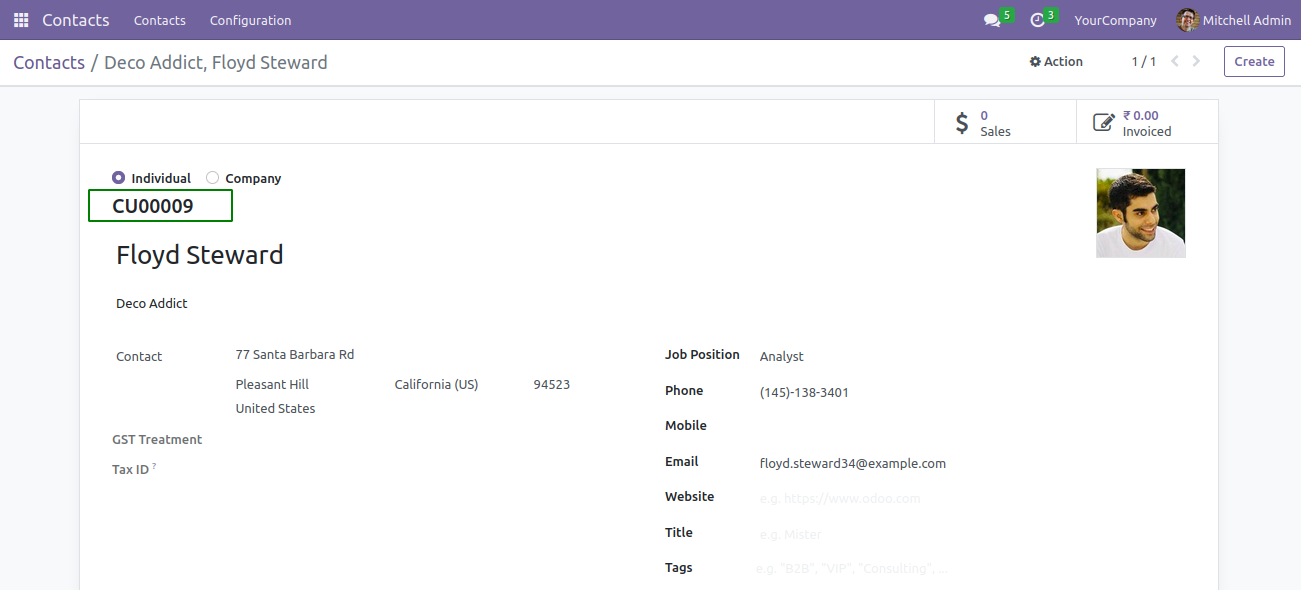 Contacts Contacts Configuration 5 3 YourCompany Mitchell Admin
Contacts / Deco Addict, Floyd Steward Action 1 / 1 Create
0
Sales
₹ 0.00
Invoiced
Individual Company
CU00009
Floyd Steward
Deco Addict
Contact 77 Santa Barbara Rd
Pleasant Hill California (US) 94523
United States
GST Treatment
Tax ID ?
Job Position Analyst
Phone (145)-138-3401
Mobile
Email floyd.steward34@example.com
Website e.g. https://www.odoo.com
Title e.g. Mister
Tags e.g. "B2B", "VIP", "Consulting", ...